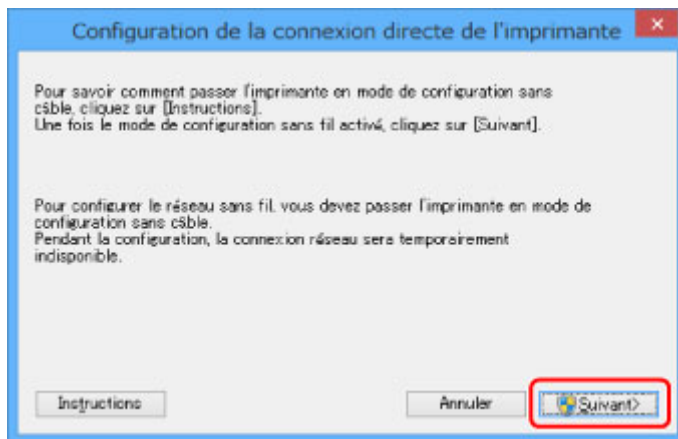 Configuration de la connexion directe de l'imprimante
Pour savoir comment passer l'imprimante en mode de configuration sans
câble, cliquez sur [Instructions].
Une fois le mode de configuration sans fil activé, cliquez sur [Suivant].
Pour configurer le réseau sans fil, vous devez passer l'imprimante en mode de
configuration sans câble.
Pendant la configuration, la connexion réseau sera temporairement
indisponible.
Instructions
Annuler
Suivant>